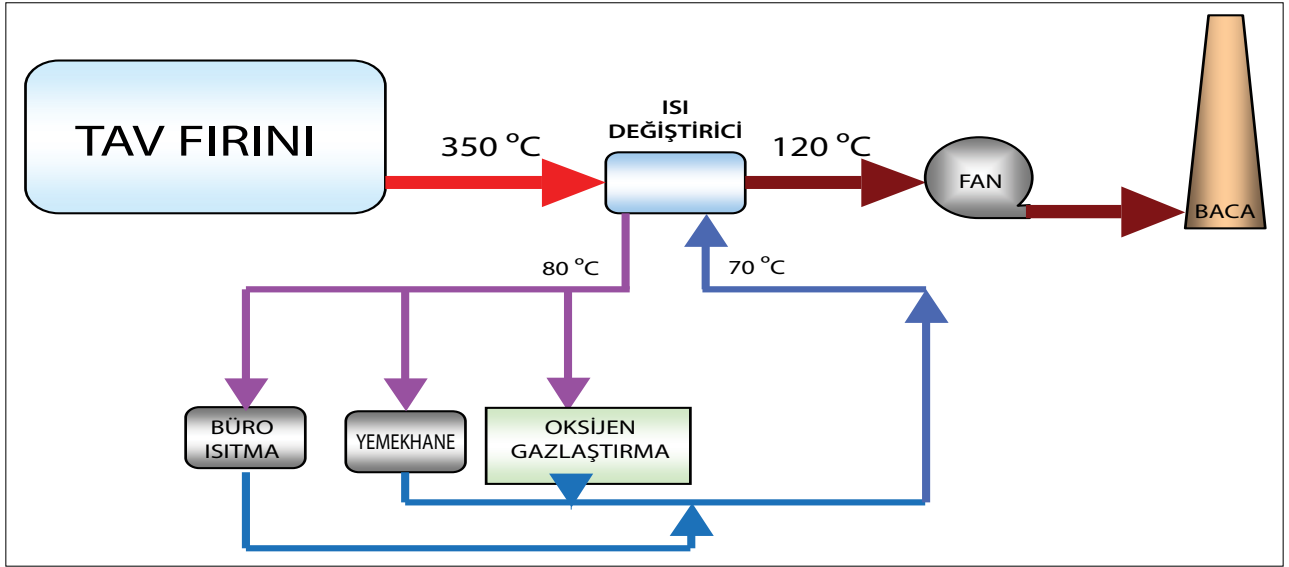 TAV FIRINI
350 °C
ISI
DEĞİŞTİRİCİ
120 °C
FAN
BACA
80 °C
70 °C
BÜRO
ISITMA
YEMEKHANE
OKSİJEN
GAZLAŞTIRMA